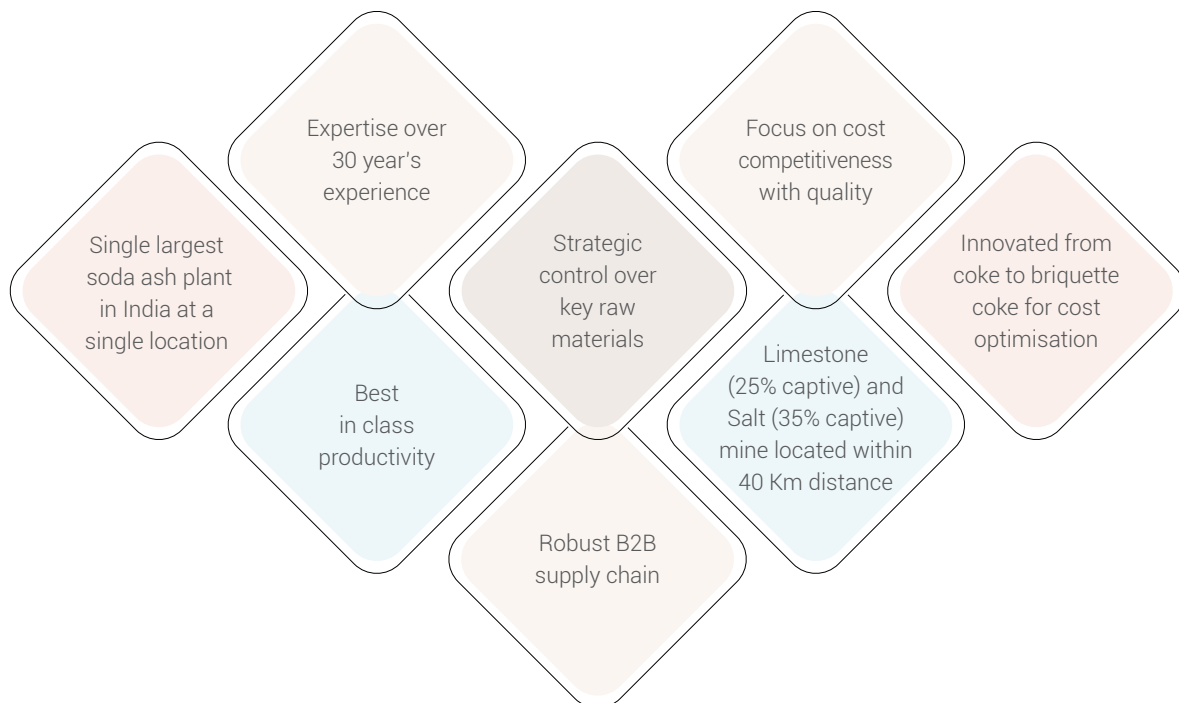 Expertise over
30 year's
experience
Focus on cost
competitiveness
with quality
Single largest
soda ash plant
in India at a
single location
Strategic
control over
key raw
materials
Innovated from
coke to briquette
coke for cost
optimisation
Best
in class
productivity
Limestone
(25% captive) and
Salt (35% captive)
mine located within
40 Km distance
Robust B2B
supply chain